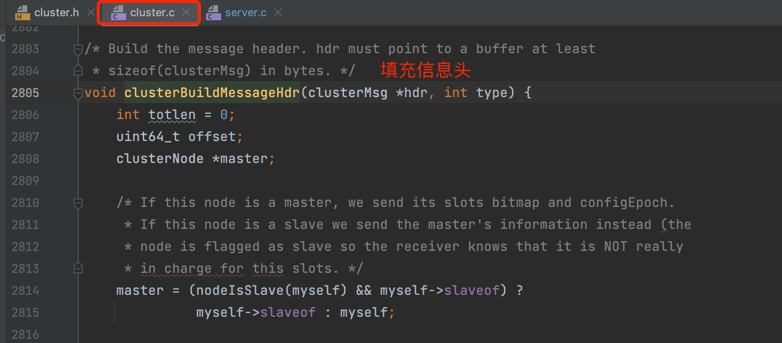 cluster.h cluster.c server.c
2802
2803 /* Build the message header. hdr must point to a buffer at least
2804 * sizeof(clusterMsg) in bytes. */ 填充信息头
2805 void clusterBuildMessageHdr(clusterMsg *hdr, int type) {
2806 int totlen = 0;
2807 uint64_t offset;
2808 clusterNode *master;
2809
2810 /* If this node is a master, we send its slots bitmap and configEpoch.
2811 * If this node is a slave we send the master's information instead (the
2812 * node is flagged as slave so the receiver knows that it is NOT really
2813 * in charge for this slots. */
2814 master = (nodeIsSlave(myself) && myself->slaveof) ?
2815 myself->slaveof : myself;
2816